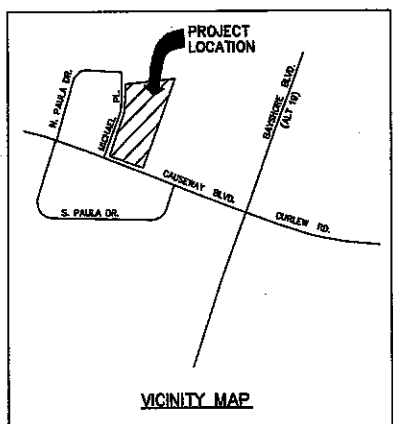 PROJECT
LOCATION
N. PAULA DR.
MICHAEL PL.
BAYSHORE BLVD.
(ALT 19)
CAUSEWAY BLVD.
CURLEW RD.
S. PAULA DR.
VICINITY MAP